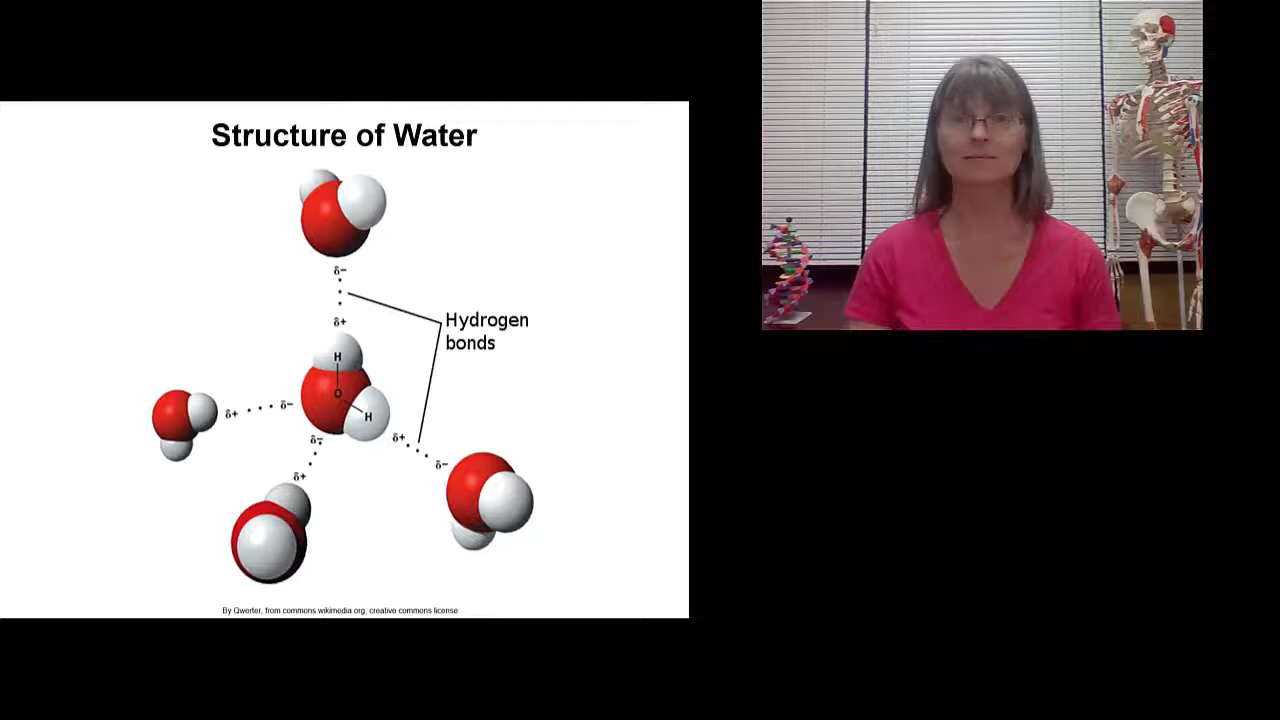 Structure of Water
δ−
δ+
Hydrogen
bonds
H
O
H
δ+
δ−
δ−
δ+
δ+
δ−
By Qwerter, from commons.wikimedia.org, creative commons license